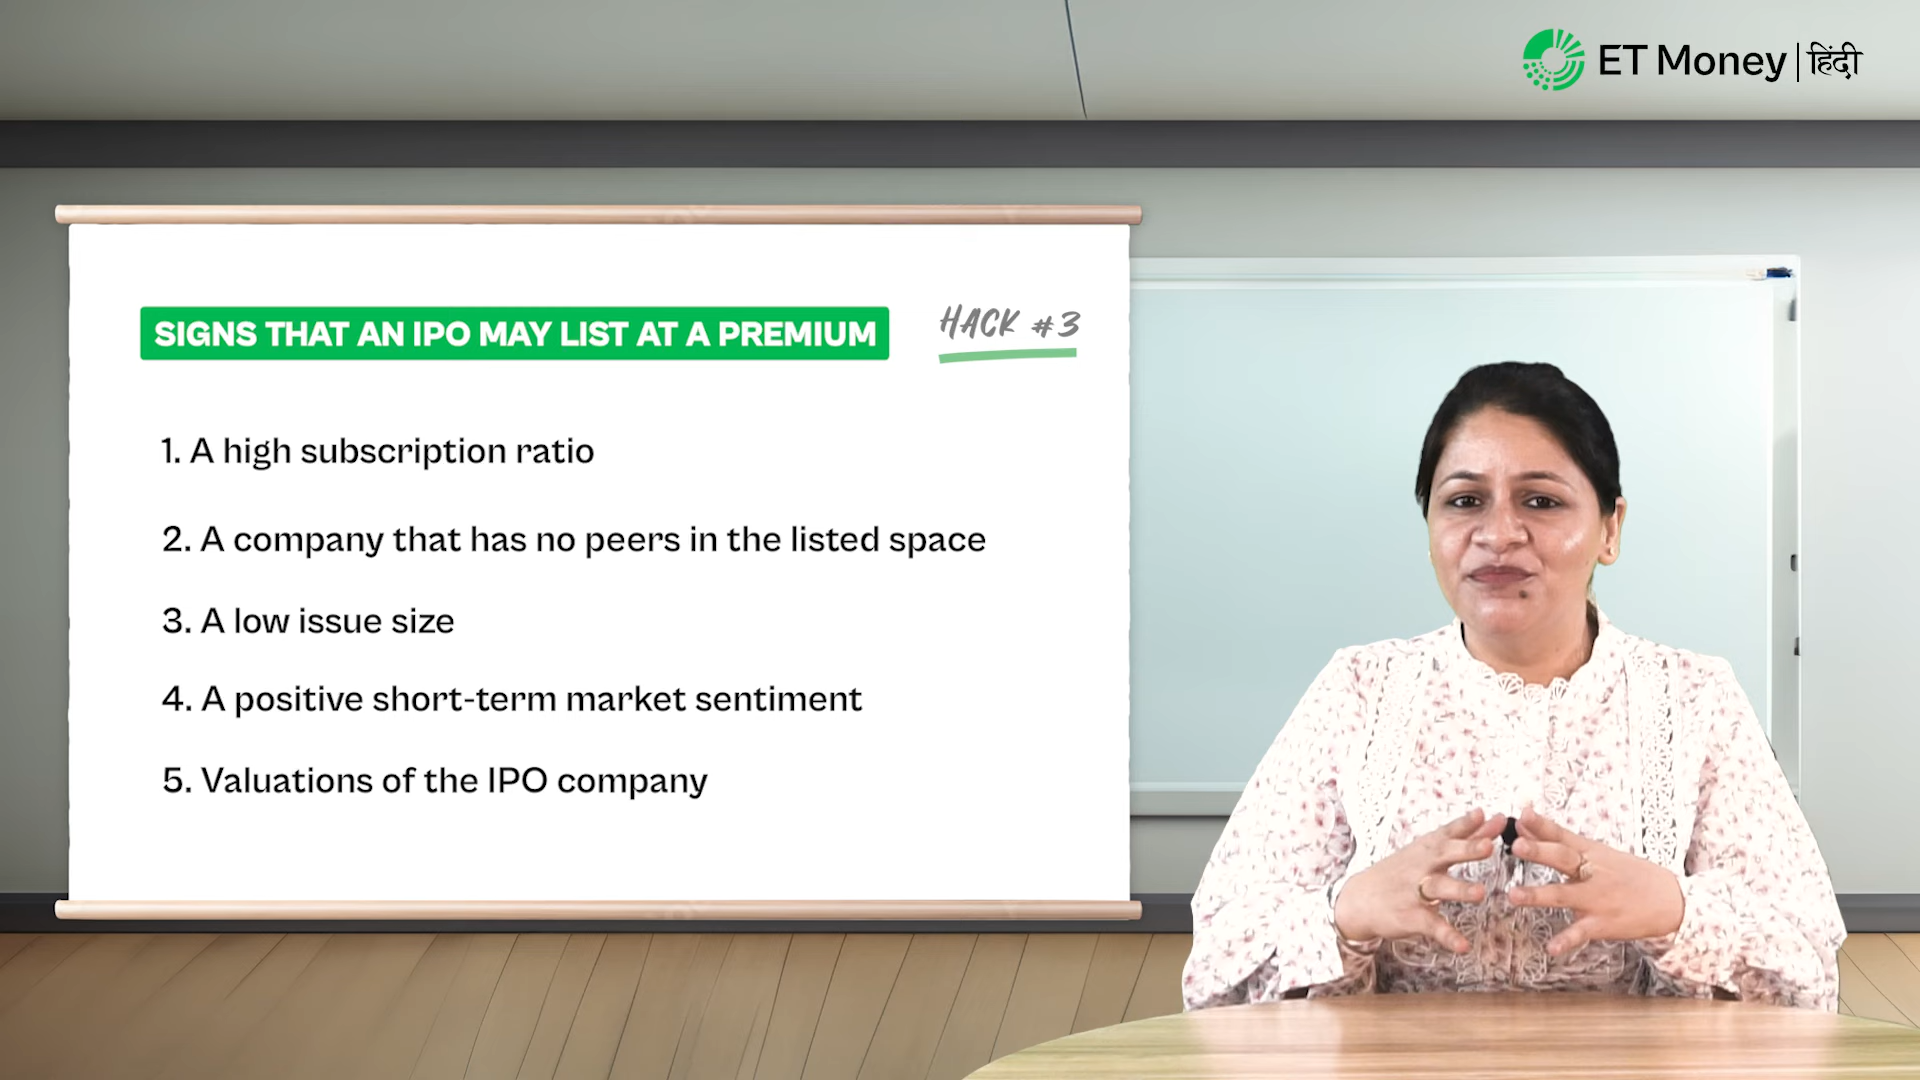 ET Money | हिंदी
SIGNS THAT AN IPO MAY LIST AT A PREMIUM
HACK #3
1. A high subscription ratio
2. A company that has no peers in the listed space
3. A low issue size
4. A positive short-term market sentiment
5. Valuations of the IPO company